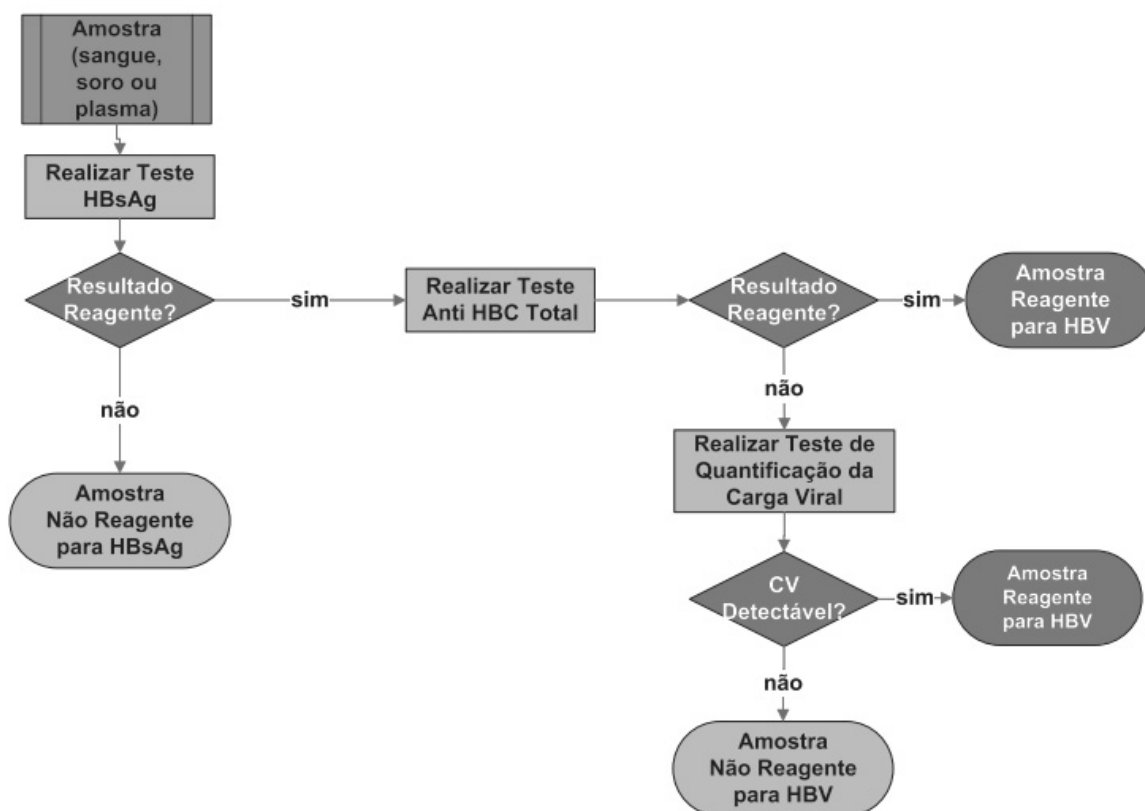 Amostra
(sangue,
soro ou
plasma)
Realizar Teste
HBsAg
Resultado
Reagente?
sim
Realizar Teste
Anti HBC Total
Resultado
Reagente?
sim
Amostra
Reagente
para HBV
não
Amostra
Não Reagente
para HBsAg
não
Realizar Teste de
Quantificação da
Carga Viral
CV
Detectável?
sim
Amostra
Reagente
para HBV
não
Amostra
Não Reagente
para HBV